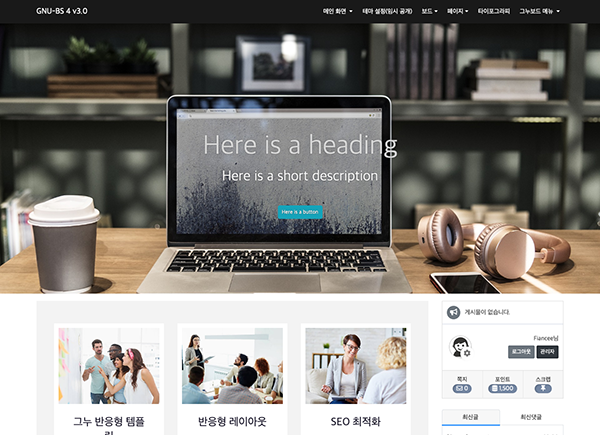 GNU-BS 4 v3.0
메인 화면 테마 설정(임시 공개) 보드 페이지 타이포그라피 그누보드 메뉴
Here is a heading
Here is a short description
Here is a button
게시물이 없습니다.
Fiancee님
로그아웃 관리자
쪽지 포인트 스크랩
0 1,500
최신글 최신댓글
그누 반응형 템플릿
반응형 레이아웃
SEO 최적화